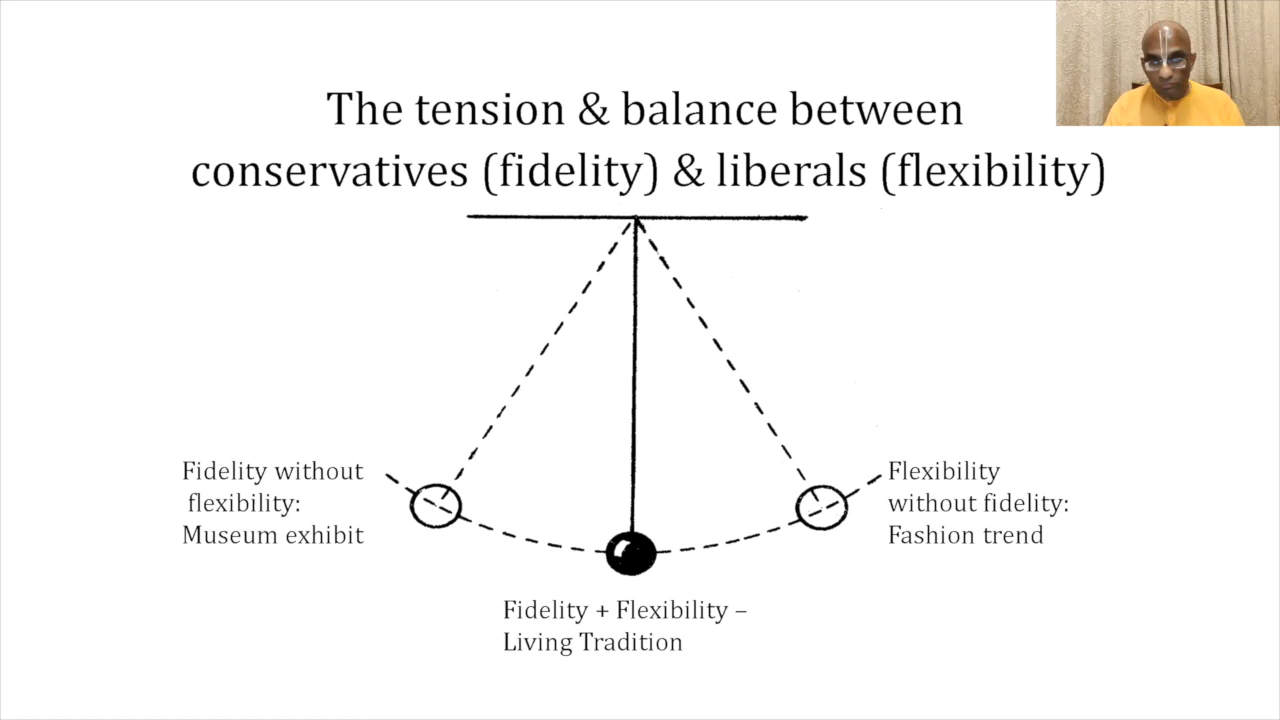 The tension & balance between
conservatives (fidelity) & liberals (flexibility)
Fidelity without
flexibility:
Museum exhibit
Flexibility
without fidelity:
Fashion trend
Fidelity + Flexibility –
Living Tradition